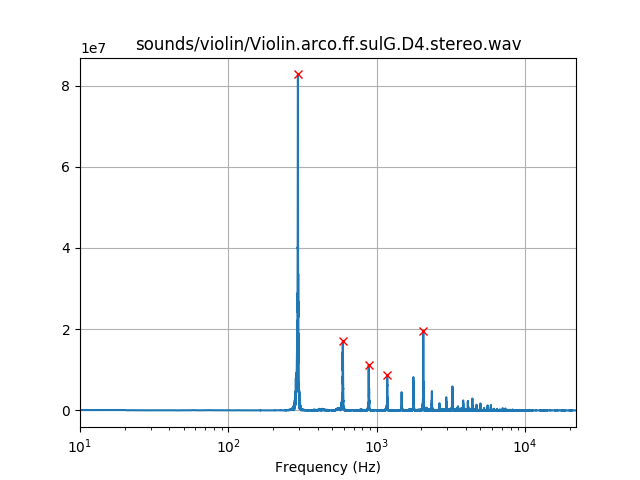 sounds/violin/Violin.arco.ff.sulG.D4.stereo.wav
1e7
8
6
4
2
0
10¹ 10² 10³ 10⁴
Frequency (Hz)